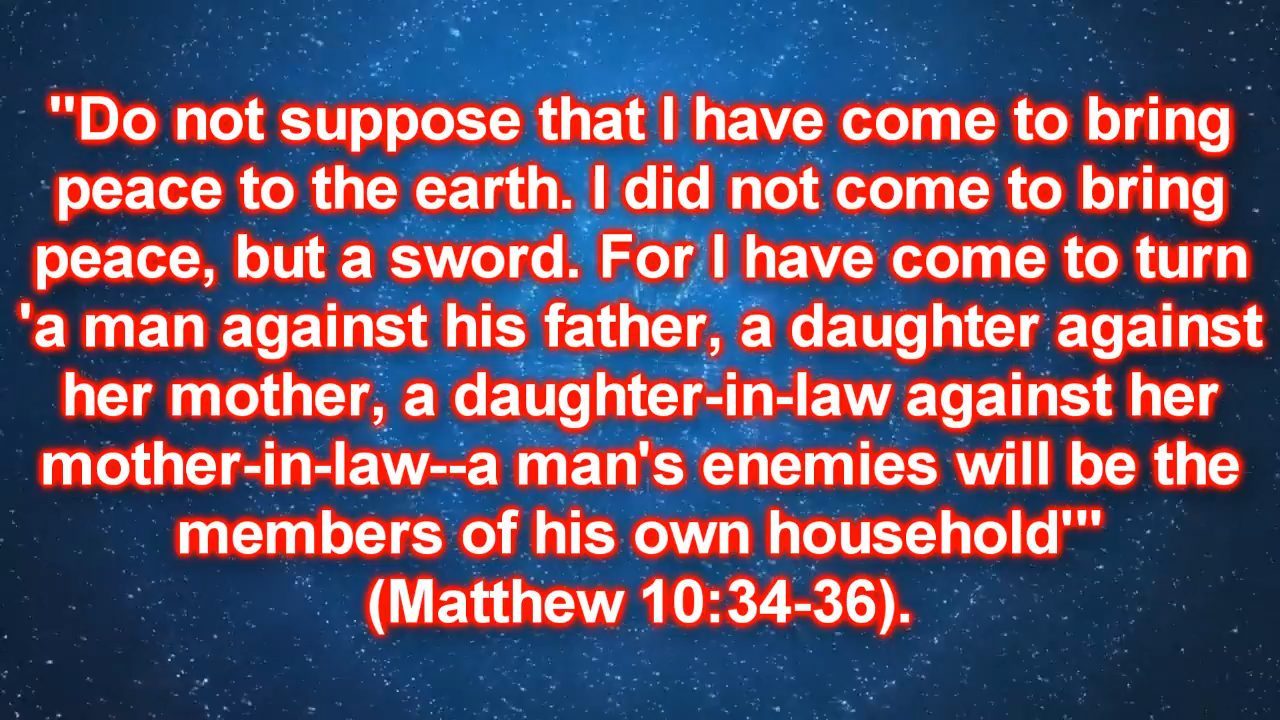 "Do not suppose that I have come to bring
peace to the earth. I did not come to bring
peace, but a sword. For I have come to turn
'a man against his father, a daughter against
her mother, a daughter-in-law against her
mother-in-law--a man's enemies will be the
members of his own household'"
(Matthew 10:34-36).